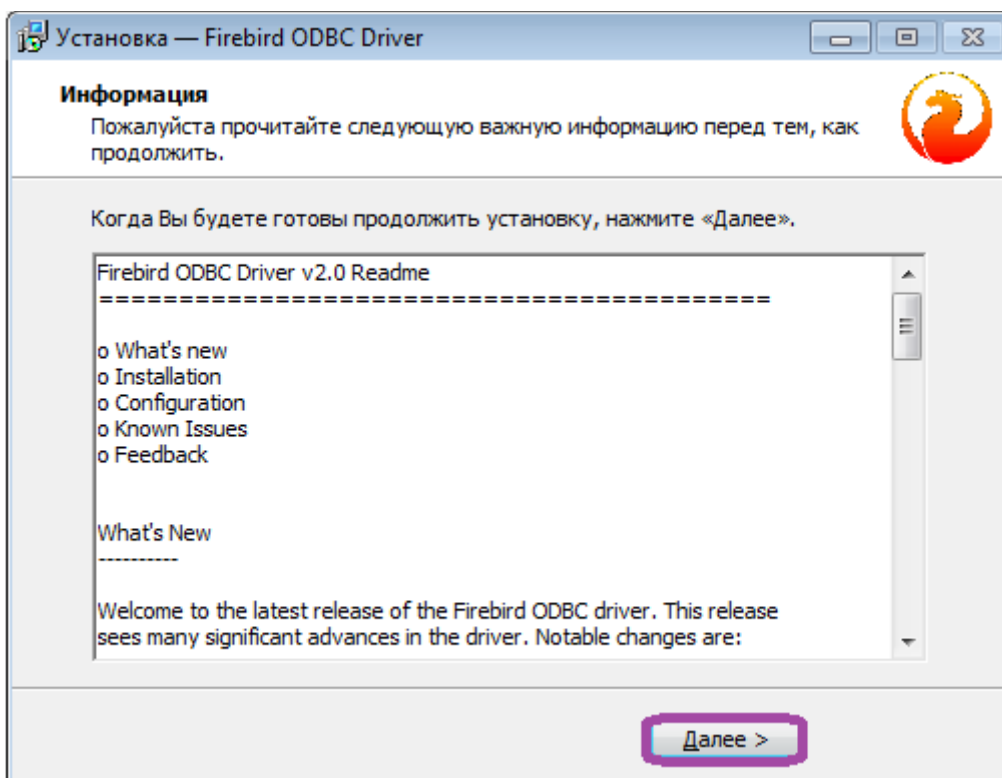 Установка — Firebird ODBC Driver
Информация
Пожалуйста прочитайте следующую важную информацию перед тем, как
продолжить.
Когда Вы будете готовы продолжить установку, нажмите «Далее».
Firebird ODBC Driver v2.0 Readme
==========================================
o What's new
o Installation
o Configuration
o Known Issues
o Feedback
What's New
----------
Welcome to the latest release of the Firebird ODBC driver. This release
sees many significant advances in the driver. Notable changes are:
Далее >